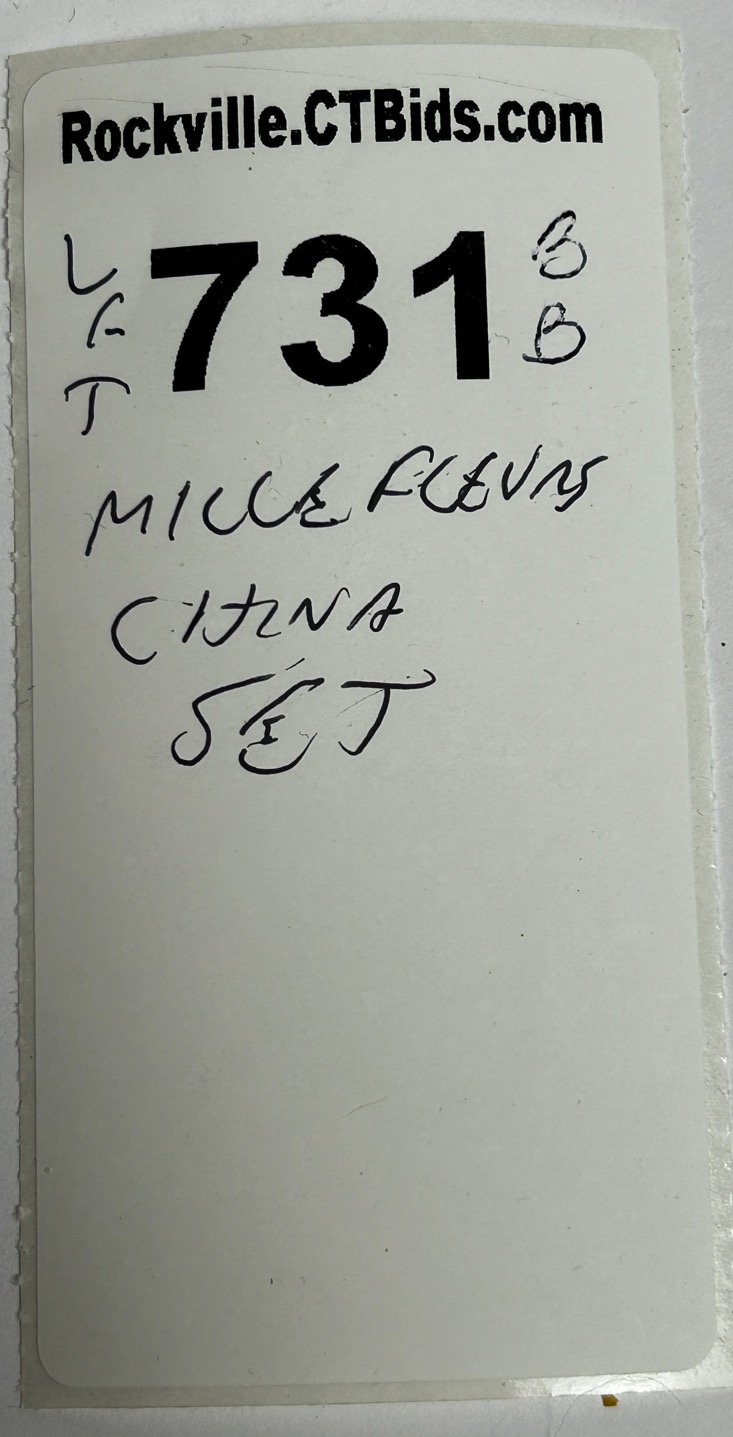 Rockville.CTBids.com
731
B
B
MILLE FLEURS
CHINA
SET